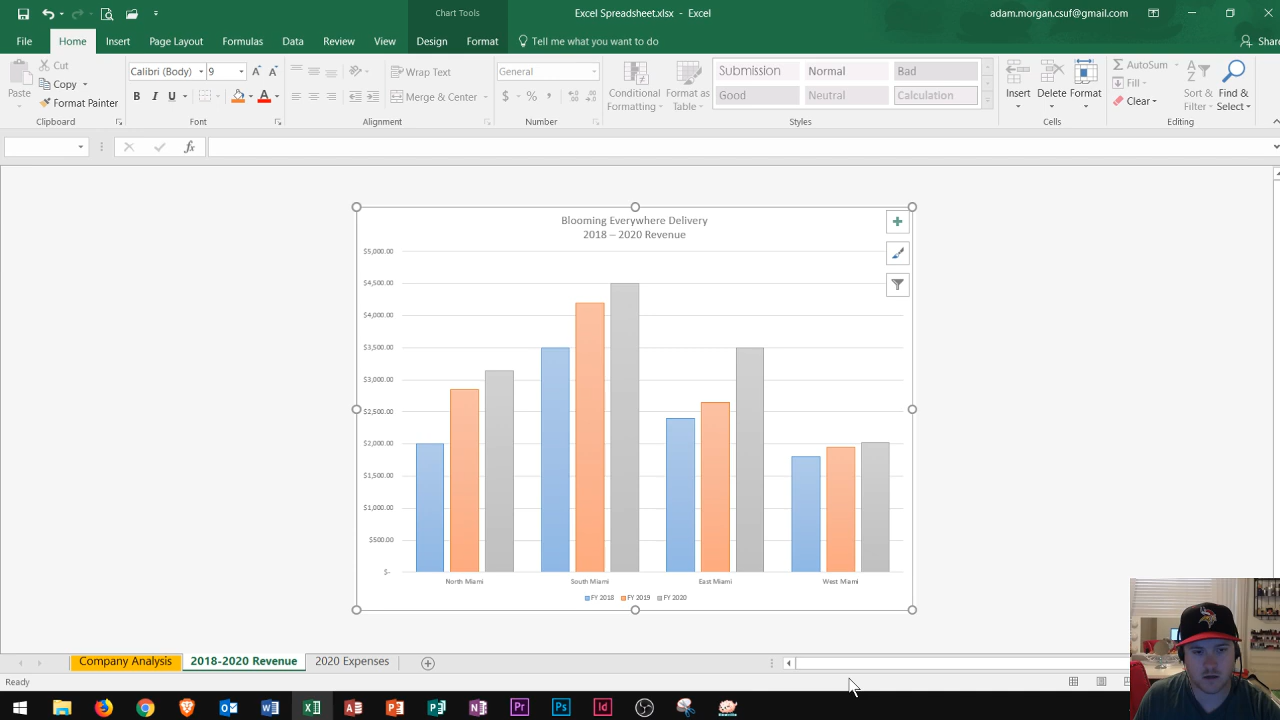 Chart Tools
Excel Spreadsheet.xlsx - Excel
adam.morgan.csuf@gmail.com
File Home Insert Page Layout Formulas Data Review View Design Format Tell me what you want to do Share
Paste
Cut
Copy
Format Painter
Clipboard
Calibri (Body) 9
B I U
Font
Wrap Text
Merge & Center
Alignment
General
$ % ,
Number
Conditional Formatting
Format as Table
Submission Normal Bad
Good Neutral Calculation
Styles
Insert Delete Format
Cells
AutoSum
Fill
Clear
Sort & Filter
Find & Select
Editing
fx
Blooming Everywhere Delivery
2018 – 2020 Revenue
$5,000.00
$4,500.00
$4,000.00
$3,500.00
$3,000.00
$2,500.00
$2,000.00
$1,500.00
$1,000.00
$500.00
$-
North Miami South Miami East Miami West Miami
FY 2018 FY 2019 FY 2020
Company Analysis 2018-2020 Revenue 2020 Expenses
Ready